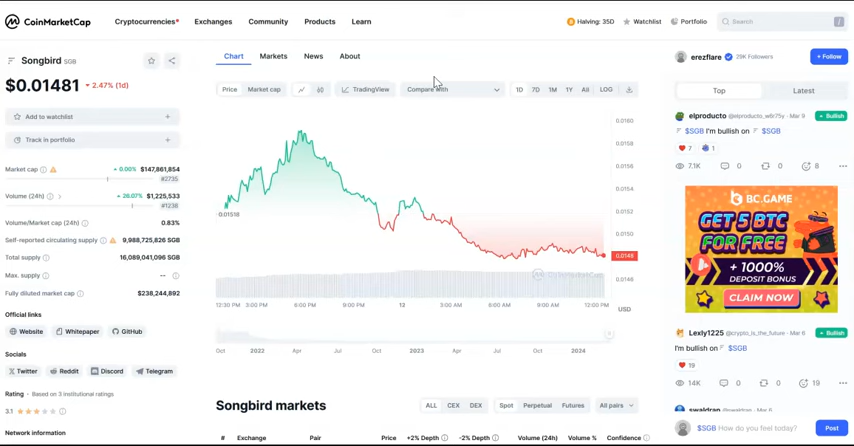 CoinMarketCap
Cryptocurrencies
Exchanges
Community
Products
Learn
Halving: 35D
Watchlist
Portfolio
Search
/
Songbird SGB
$0.01481
2.47% (1d)
Add to watchlist
+
Track in portfolio
+
Market cap
0.00% $147,861,854
#2735
Volume (24h)
28.07% $1,225,533
#1238
Volume/Market cap (24h)
0.83%
Self-reported circulating supply
9,988,725,826 SGB
Total supply
16,089,041,096 SGB
Max. supply
--
Fully diluted market cap
$238,244,892
Official links
Website
Whitepaper
GitHub
Socials
Twitter
Reddit
Discord
Telegram
Rating · Based on 3 institutional ratings
3.1
Network information
Chart
Markets
News
About
Price
Market cap
TradingView
Compare with
1D
7D
1M
1Y
All
LOG
0.0160
0.0158
0.0156
0.0154
0.0152
0.0150
0.0148
0.0146
0.01518
CoinMarketCap
12:30 PM
3:00 PM
6:00 PM
9:00 PM
12
3:00 AM
6:00 AM
9:00 AM
12:00 PM
USD
Oct
2022
Apr
Jul
Oct
2023
Apr
Jul
Oct
2024
Songbird markets
ALL
CEX
DEX
Spot
Perpetual
Futures
All pairs
#
Exchange
Pair
Price
+2% Depth
-2% Depth
Volume (24h)
Volume %
Confidence
erezflare
29K Followers
+ Follow
Top
Latest
elproducto @elproducto_w6r75y · Mar 9
Bullish
$SGB I'm bullish on $SGB
7
1
7.1K
0
0
8
BC.GAME
GET 5 BTC
FOR FREE
+ 1000%
DEPOSIT BONUS
CLAIM NOW
Lexly1225 @crypto_is_the_future · Mar 6
Bullish
I'm bullish on $SGB
19
14K
0
0
19
$SGB How do you feel today?
Post